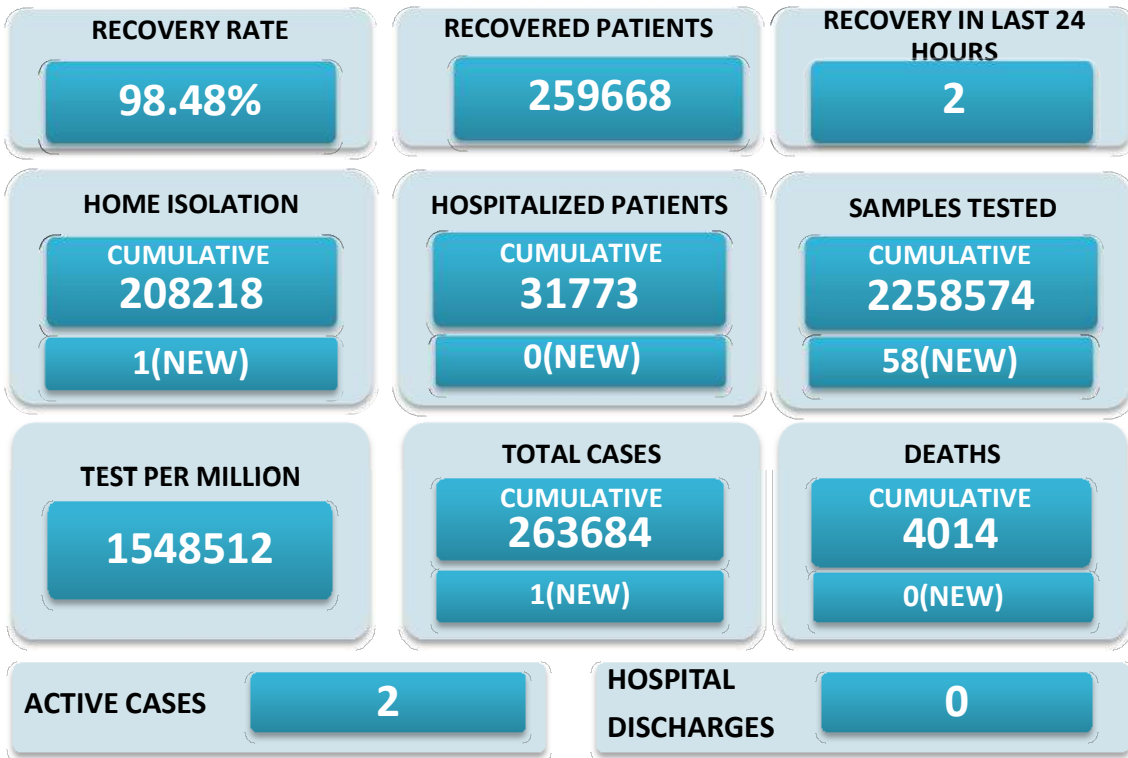 RECOVERY RATE
98.48%
RECOVERED PATIENTS
259668
RECOVERY IN LAST 24
HOURS
2
HOME ISOLATION
CUMULATIVE
208218
1(NEW)
HOSPITALIZED PATIENTS
CUMULATIVE
31773
0(NEW)
SAMPLES TESTED
CUMULATIVE
2258574
58(NEW)
TEST PER MILLION
1548512
TOTAL CASES
CUMULATIVE
263684
1(NEW)
DEATHS
CUMULATIVE
4014
0(NEW)
ACTIVE CASES
2
HOSPITAL
DISCHARGES
0